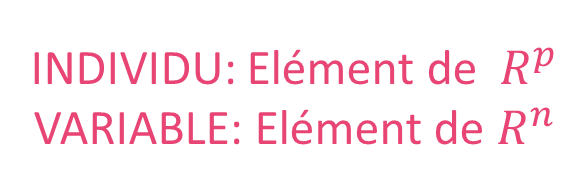 INDIVIDU: Elément de $R^p$
VARIABLE: Elément de $R^n$